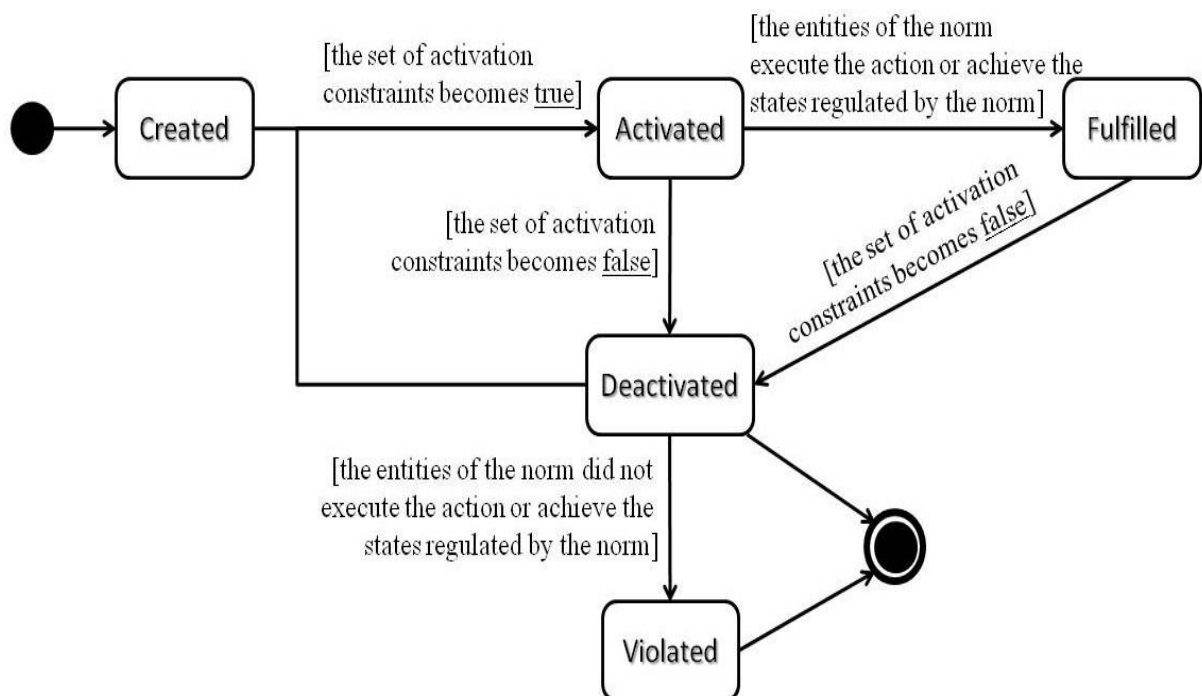 [the set of activation
constraints becomes true]
[the entities of the norm
execute the action or achieve the
states regulated by the norm]
Created
Activated
Fulfilled
[the set of activation
constraints becomes false]
[the set of activation
constraints becomes false]
Deactivated
[the entities of the norm did not
execute the action or achieve the
states regulated by the norm]
Violated